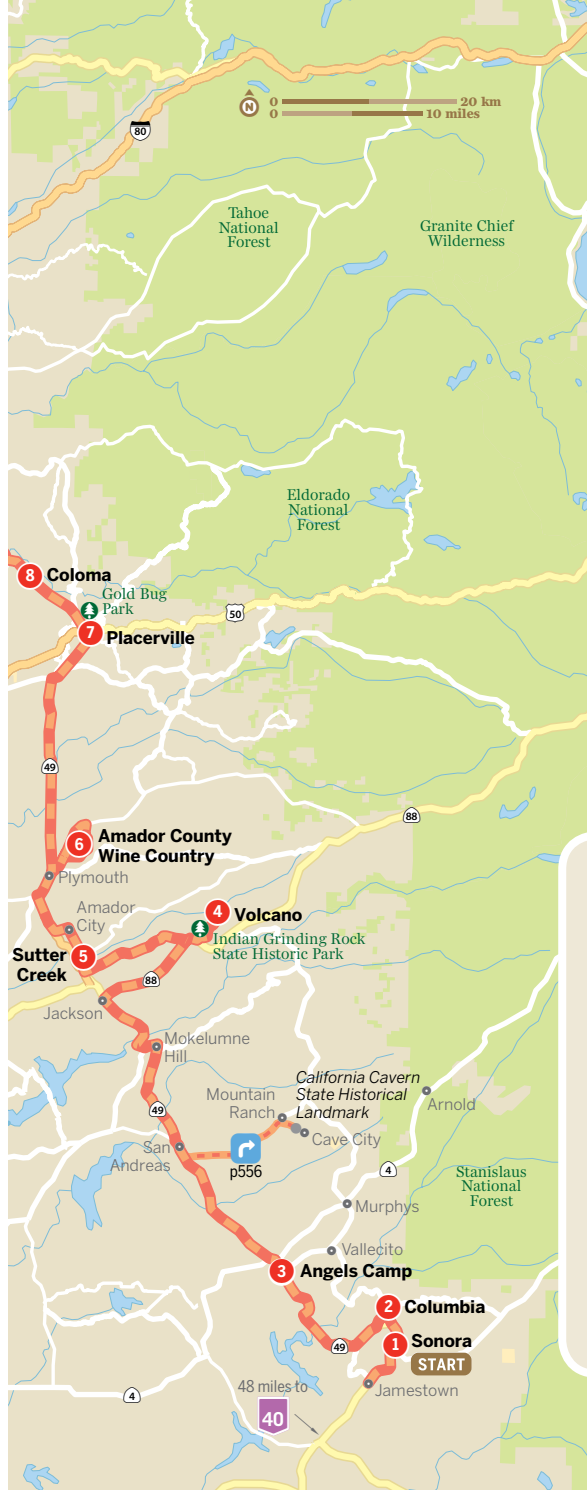 0 20 km
N
0 10 miles
80
Tahoe
National
Forest
Granite Chief
Wilderness
Eldorado
National
Forest
8 Coloma
Gold Bug
Park
50
7 Placerville
49
88
6 Amador County
Wine Country
Plymouth
Amador
City
4 Volcano
Indian Grinding Rock
State Historic Park
Sutter
Creek
5
88
Jackson
Mokelumne
Hill
California Cavern
State Historical
Landmark
Mountain
Ranch
49
Arnold
Cave City
San
Andreas
p556
4
Stanislaus
National
Forest
Murphys
Vallecito
3 Angels Camp
2 Columbia
1 Sonora
START
49
Jamestown
48 miles to
40
4